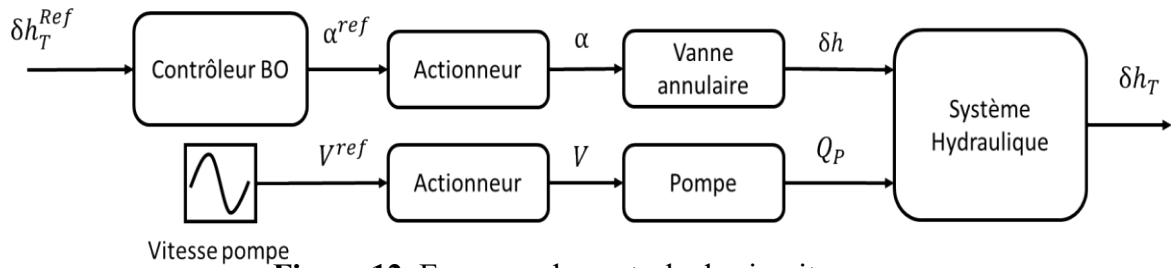 δh_T^Ref
Contrôleur BO
α^ref
Actionneur
α
Vanne annulaire
δh
Système Hydraulique
δh_T
V^ref
Actionneur
V
Pompe
Q_P
Vitesse pompe